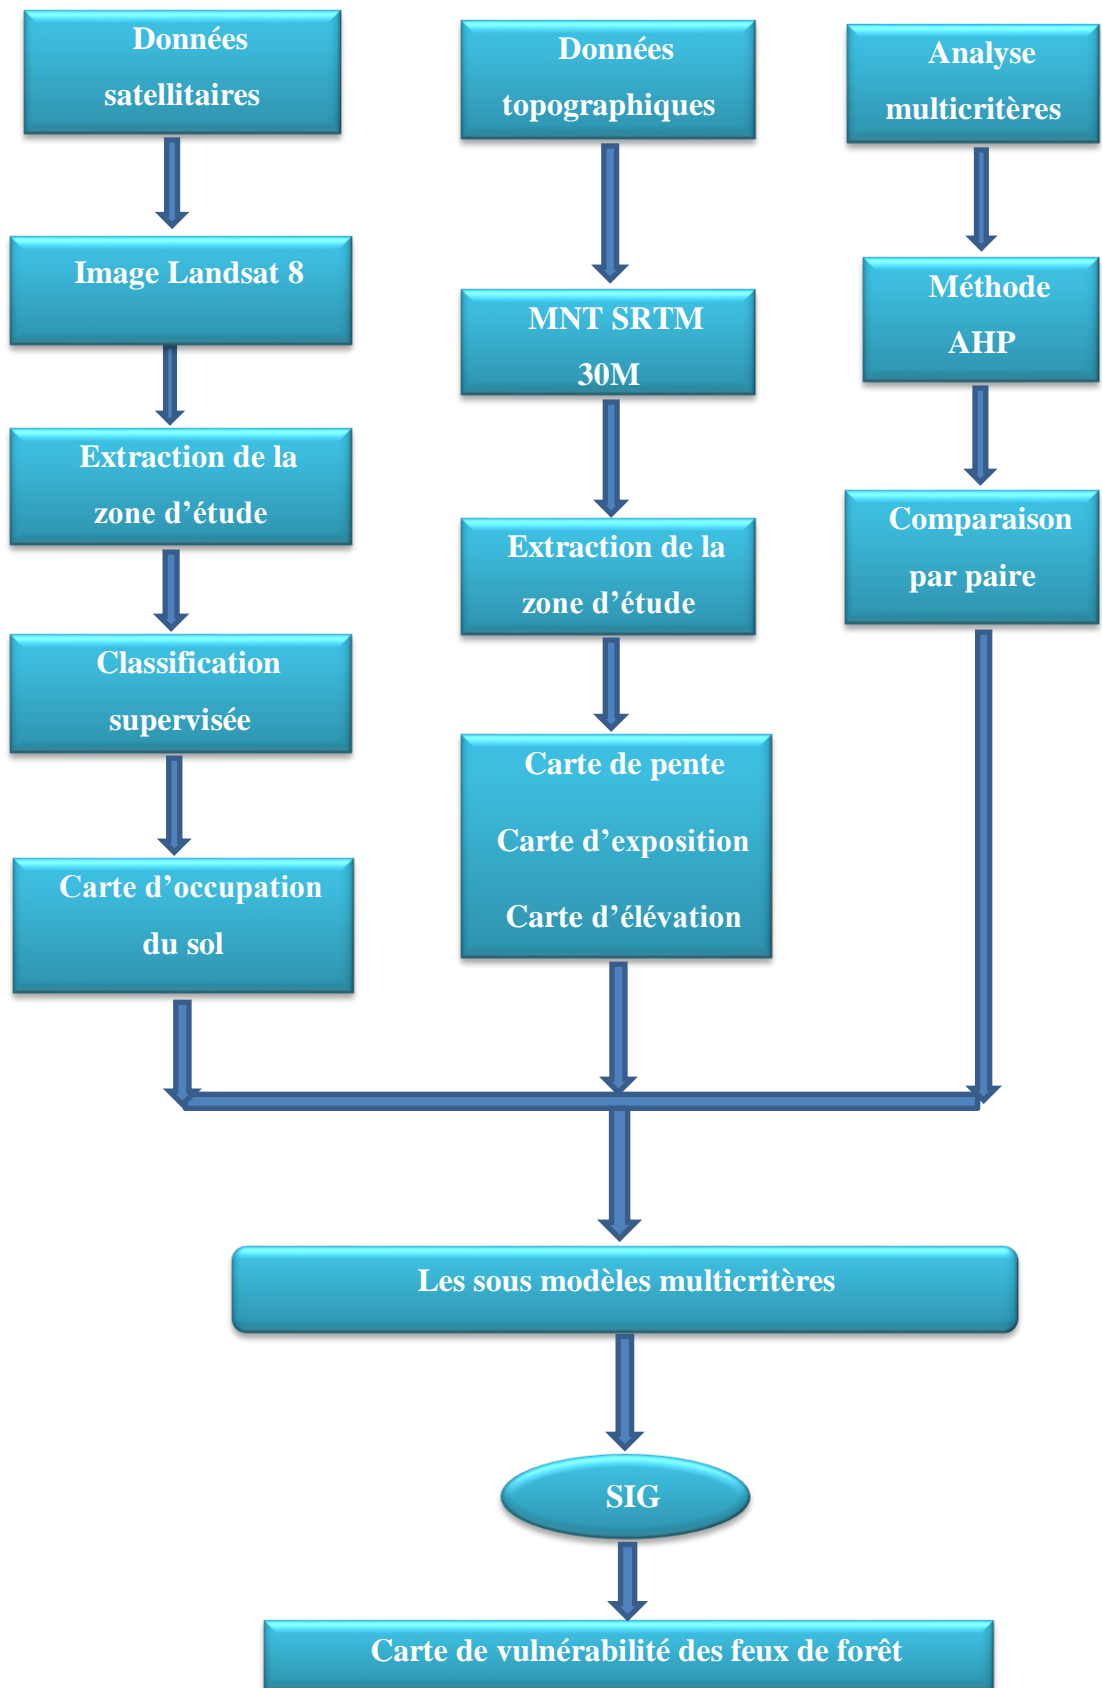 Données
satellitaires
Données
topographiques
Analyse
multicritères
Image Landsat 8
MNT SRTM
30M
Méthode
AHP
Extraction de la
zone d’étude
Extraction de la
zone d’étude
Comparaison
par paire
Classification
supervisée
Carte de pente
Carte d’exposition
Carte d’élévation
Carte d’occupation
du sol
Les sous modèles multicritères
SIG
Carte de vulnérabilité des feux de forêt